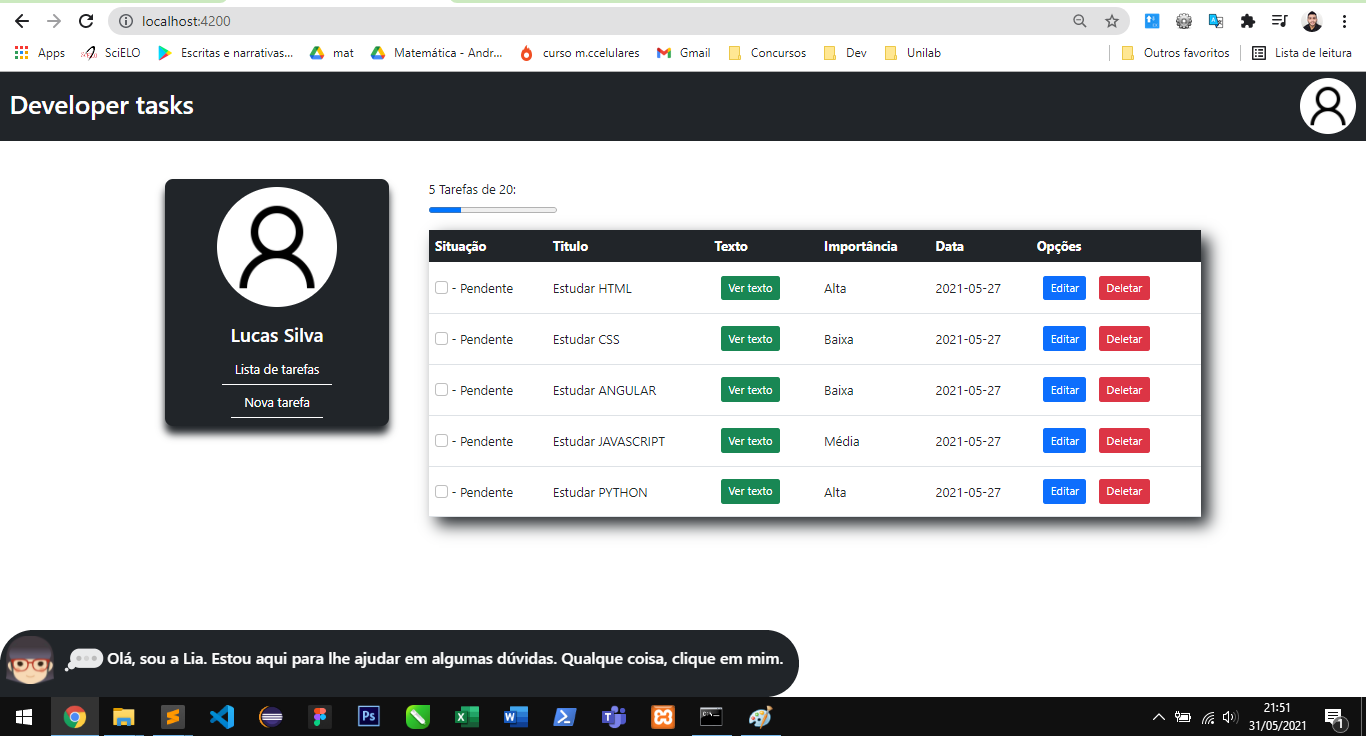 localhost:4200
Apps SciELO Escritas e narrativas... mat Matemática - Andr... curso m.ccelulares Gmail Concursos Dev Unilab Outros favoritos Lista de leitura
Developer tasks
Lucas Silva
Lista de tarefas
Nova tarefa
5 Tarefas de 20:
Situação Titulo Texto Importância Data Opções
- Pendente Estudar HTML Ver texto Alta 2021-05-27 Editar Deletar
- Pendente Estudar CSS Ver texto Baixa 2021-05-27 Editar Deletar
- Pendente Estudar ANGULAR Ver texto Baixa 2021-05-27 Editar Deletar
- Pendente Estudar JAVASCRIPT Ver texto Média 2021-05-27 Editar Deletar
- Pendente Estudar PYTHON Ver texto Alta 2021-05-27 Editar Deletar
Olá, sou a Lia. Estou aqui para lhe ajudar em algumas dúvidas. Qualque coisa, clique em mim.
Ps
21:51
31/05/2021
1